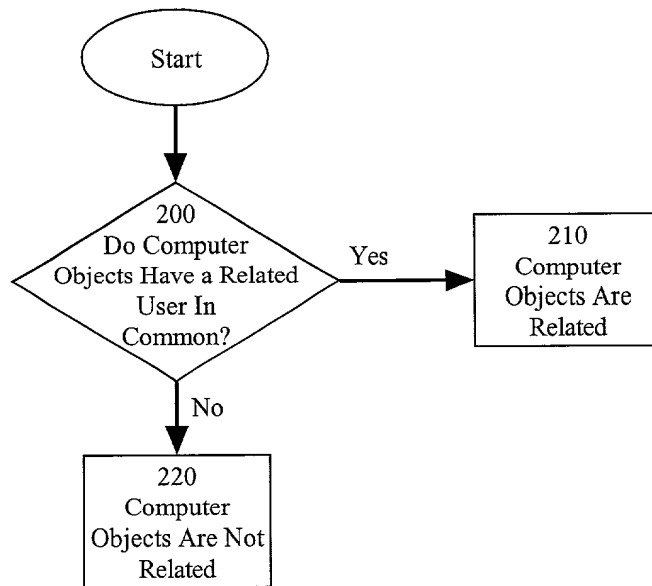 Start
200
Do Computer
Objects Have a Related
User In
Common?
Yes
210
Computer
Objects Are
Related
No
220
Computer
Objects Are Not
Related